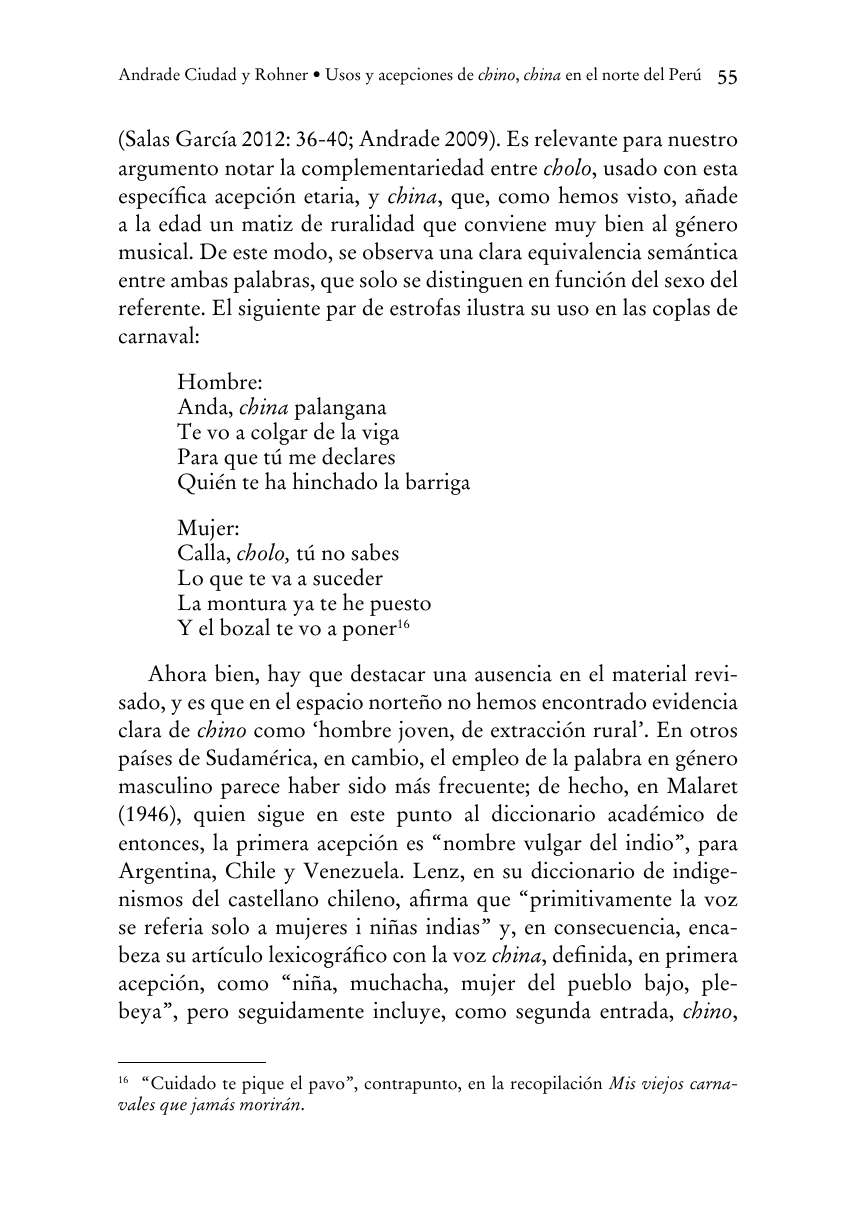 Andrade Ciudad y Rohner • Usos y acepciones de chino, china en el norte del Perú 55
(Salas García 2012: 36-40; Andrade 2009). Es relevante para nuestro
argumento notar la complementariedad entre cholo, usado con esta
específica acepción etaria, y china, que, como hemos visto, añade
a la edad un matiz de ruralidad que conviene muy bien al género
musical. De este modo, se observa una clara equivalencia semántica
entre ambas palabras, que solo se distinguen en función del sexo del
referente. El siguiente par de estrofas ilustra su uso en las coplas de
carnaval:
Hombre:
Anda, china palangana
Te vo a colgar de la viga
Para que tú me declares
Quién te ha hinchado la barriga
Mujer:
Calla, cholo, tú no sabes
Lo que te va a suceder
La montura ya te he puesto
Y el bozal te vo a poner16
Ahora bien, hay que destacar una ausencia en el material revi-
sado, y es que en el espacio norteño no hemos encontrado evidencia
clara de chino como ‘hombre joven, de extracción rural’. En otros
países de Sudamérica, en cambio, el empleo de la palabra en género
masculino parece haber sido más frecuente; de hecho, en Malaret
(1946), quien sigue en este punto al diccionario académico de
entonces, la primera acepción es “nombre vulgar del indio”, para
Argentina, Chile y Venezuela. Lenz, en su diccionario de indige-
nismos del castellano chileno, afirma que “primitivamente la voz
se referia solo a mujeres i niñas indias” y, en consecuencia, enca-
beza su artículo lexicográfico con la voz china, definida, en primera
acepción, como “niña, muchacha, mujer del pueblo bajo, ple-
beya”, pero seguidamente incluye, como segunda entrada, chino,
16 “Cuidado te pique el pavo”, contrapunto, en la recopilación Mis viejos carna-
vales que jamás morirán.